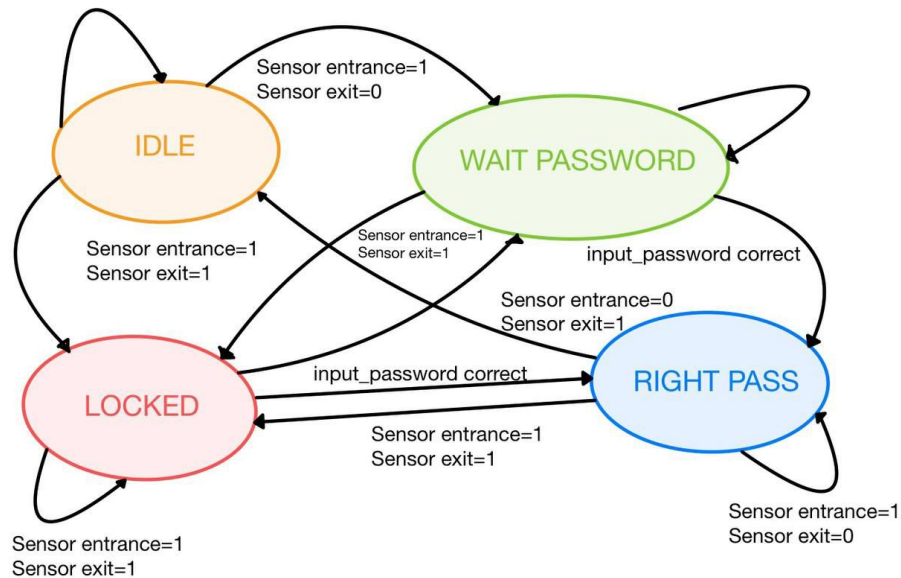 Sensor entrance=1
Sensor exit=0
IDLE
WAIT PASSWORD
Sensor entrance=1
Sensor exit=1
Sensor entrance=1
Sensor exit=1
input_password correct
Sensor entrance=0
Sensor exit=1
input_password correct
RIGHT PASS
LOCKED
Sensor entrance=1
Sensor exit=1
Sensor entrance=1
Sensor exit=0
Sensor entrance=1
Sensor exit=1